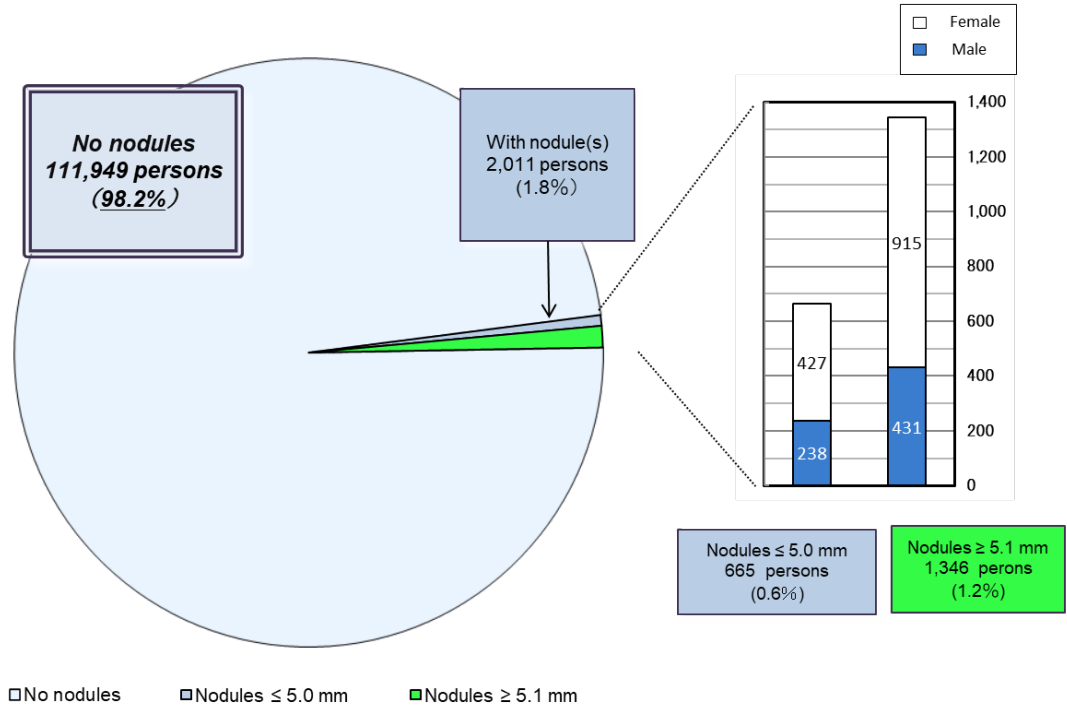 Female
Male
No nodules
111,949 persons
（98.2%）
With nodule(s)
2,011 persons
(1.8%）
1,400
1,200
1,000
800
600
400
200
0
915
427
431
238
Nodules ≤ 5.0 mm
665 persons
(0.6%)
Nodules ≥ 5.1 mm
1,346 perons
(1.2%)
No nodules
Nodules ≤ 5.0 mm
Nodules ≥ 5.1 mm